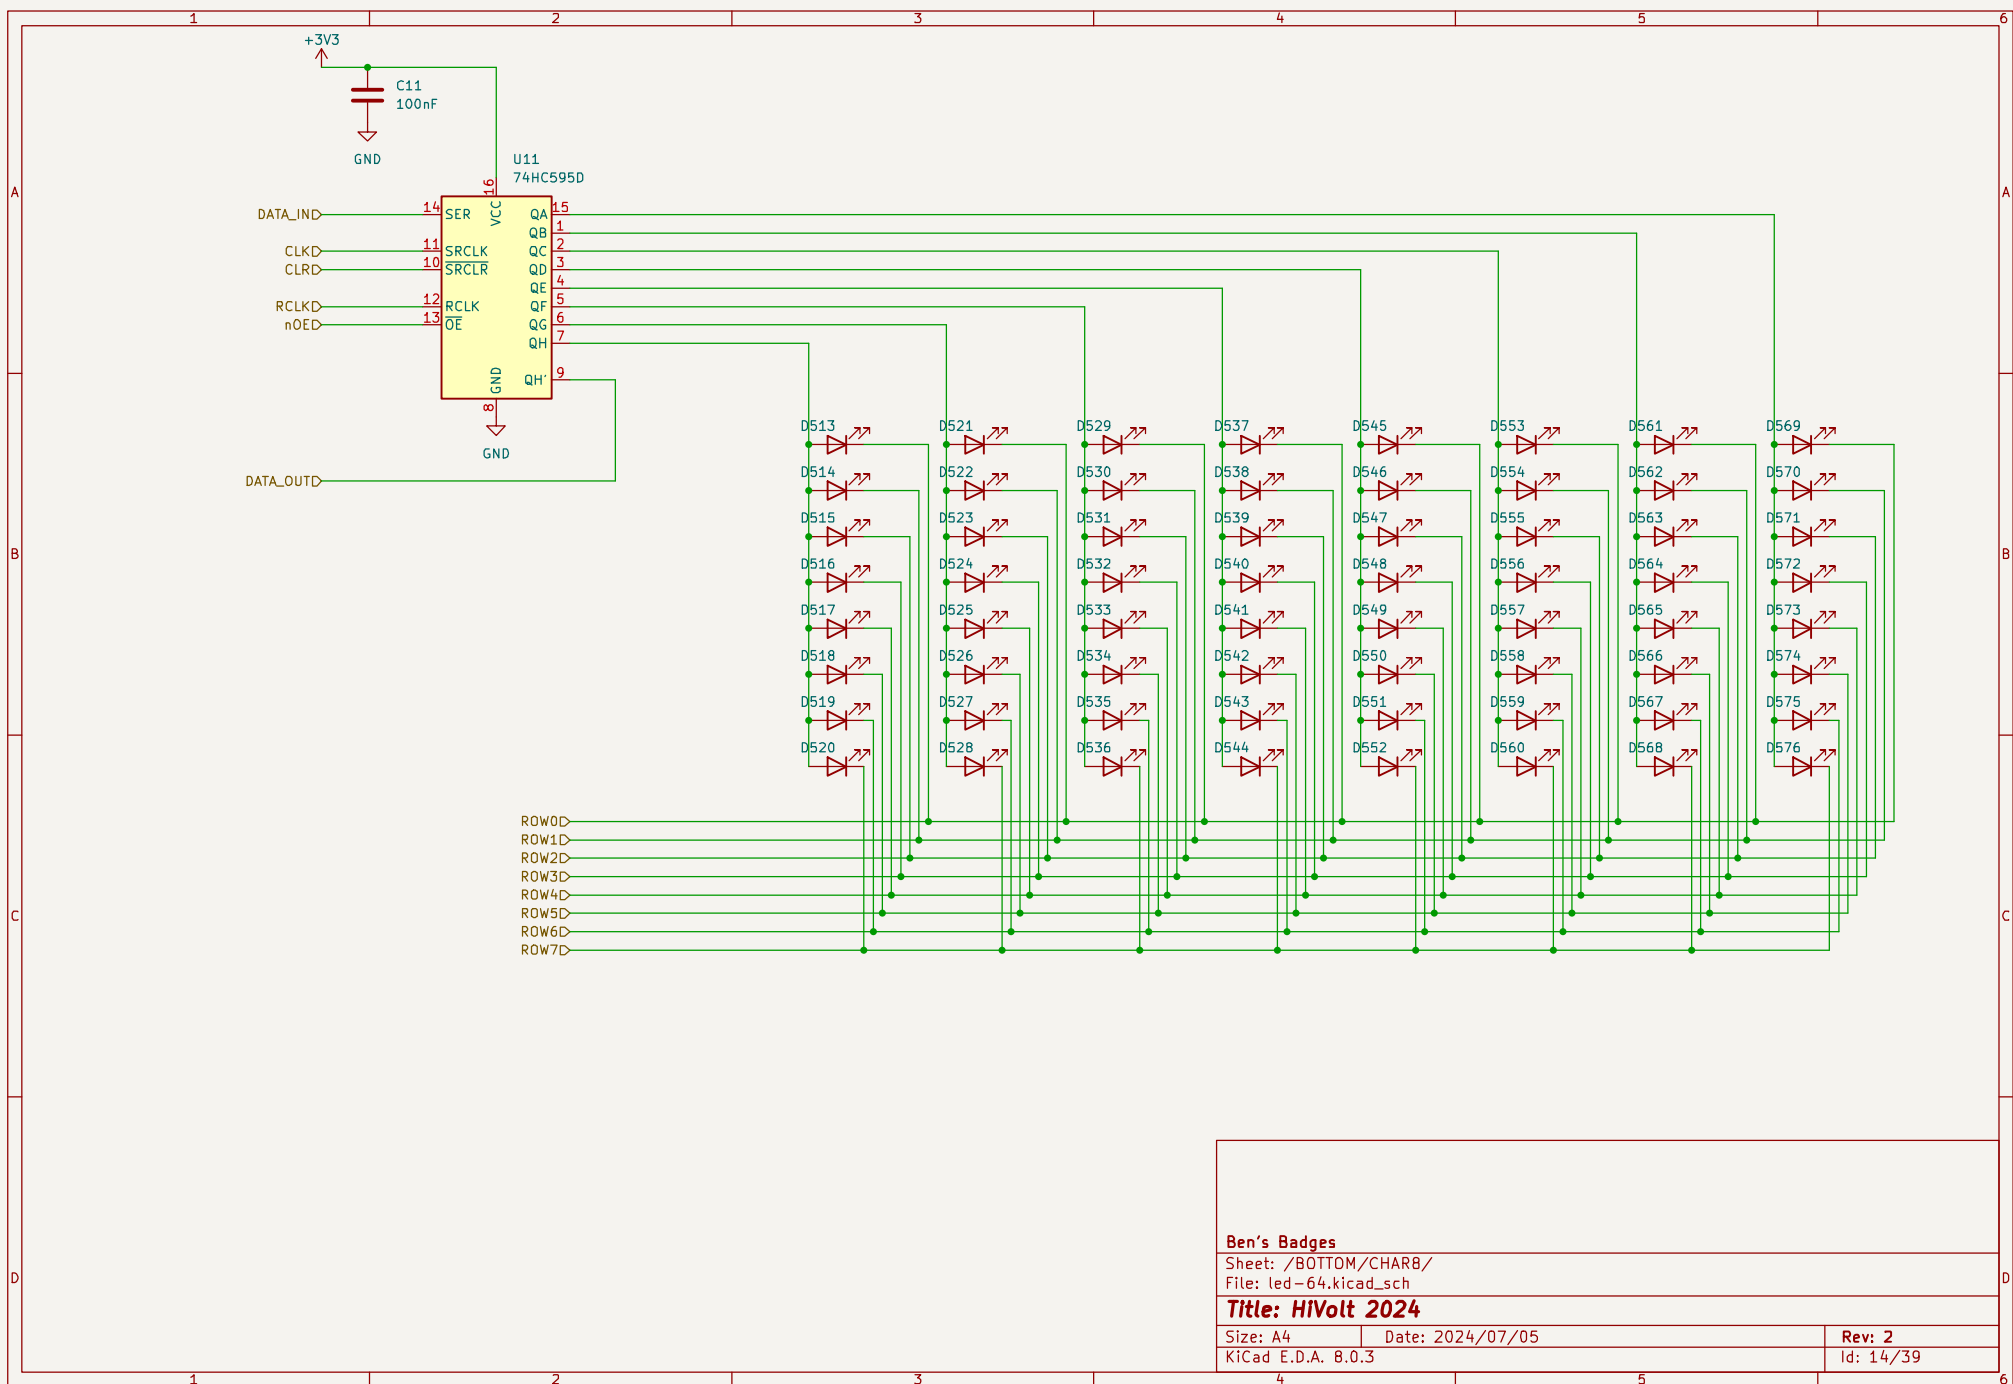 1 2 3 4 5 6
+3V3
C11
100nF
GND
U11
74HC595D
16
VCC
A A
DATA_IN 14 SER QA 15
QB 1
CLK 11 SRCLK QC 2
CLR 10 SRCLR QD 3
QE 4
RCLK 12 RCLK QF 5
nOE 13 OE QG 6
QH 7
GND QH' 9
8
GND
DATA_OUT
D513 D521 D529 D537 D545 D553 D561 D569
D514 D522 D530 D538 D546 D554 D562 D570
D515 D523 D531 D539 D547 D555 D563 D571
B B
D516 D524 D532 D540 D548 D556 D564 D572
D517 D525 D533 D541 D549 D557 D565 D573
D518 D526 D534 D542 D550 D558 D566 D574
D519 D527 D535 D543 D551 D559 D567 D575
D520 D528 D536 D544 D552 D560 D568 D576
ROW0
ROW1
ROW2
ROW3
ROW4
ROW5
C C
ROW6
ROW7
Ben's Badges
Sheet: /BOTTOM/CHAR8/
File: led-64.kicad_sch
D D
Title: HiVolt 2024
Size: A4 Date: 2024/07/05 Rev: 2
KiCad E.D.A. 8.0.3 Id: 14/39
1 2 3 4 5 6